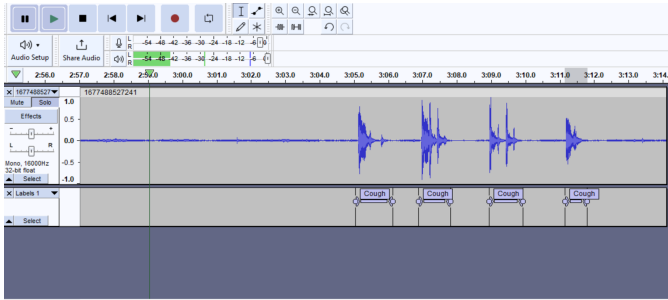 L
R
-54 -48 -42 -36 -30 -24 -18 -12 -6 0
Audio Setup
Share Audio
L
R
-54 -48 -42 -36 -30 -24 -18 -12 -6 0
2:56.0 2:57.0 2:58.0 2:59.0 3:00.0 3:01.0 3:02.0 3:03.0 3:04.0 3:05.0 3:06.0 3:07.0 3:08.0 3:09.0 3:10.0 3:11.0 3:12.0 3:13.0 3:14.
× 1677488527
1677488527241
Mute Solo
Effects
- +
L R
Mono, 16000Hz
32-bit float
Select
1.0
0.5
0.0
-0.5
-1.0
× Labels 1
Cough Cough Cough Cough
Select